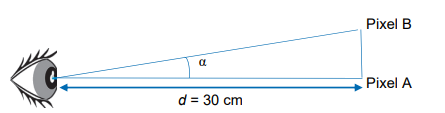 Pixel B
α
Pixel A
d = 30 cm